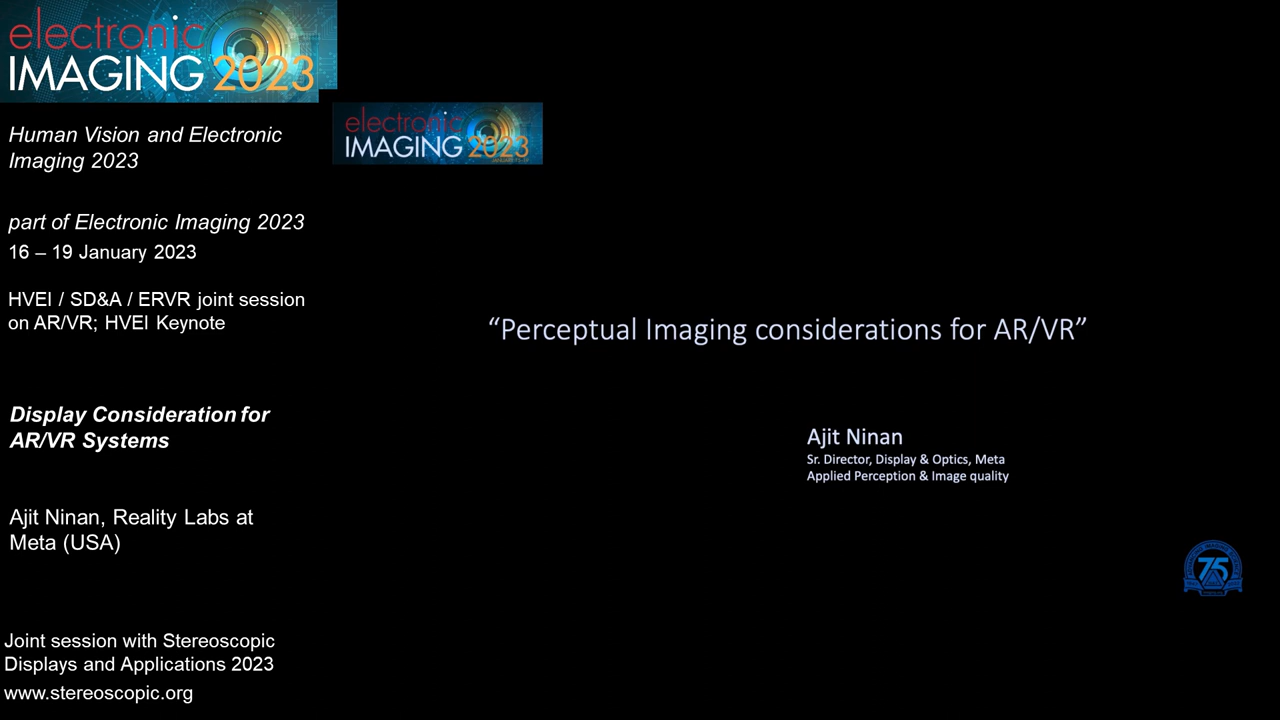 electronic
IMAGING 2023
Human Vision and Electronic
Imaging 2023
part of Electronic Imaging 2023
16 – 19 January 2023
HVEI / SD&A / ERVR joint session
on AR/VR; HVEI Keynote
Display Consideration for
AR/VR Systems
Ajit Ninan, Reality Labs at
Meta (USA)
Joint session with Stereoscopic
Displays and Applications 2023
www.stereoscopic.org
electronic
IMAGING 2023
“Perceptual Imaging considerations for AR/VR”
Ajit Ninan
Sr. Director, Display & Optics, Meta
Applied Perception & Image quality
75